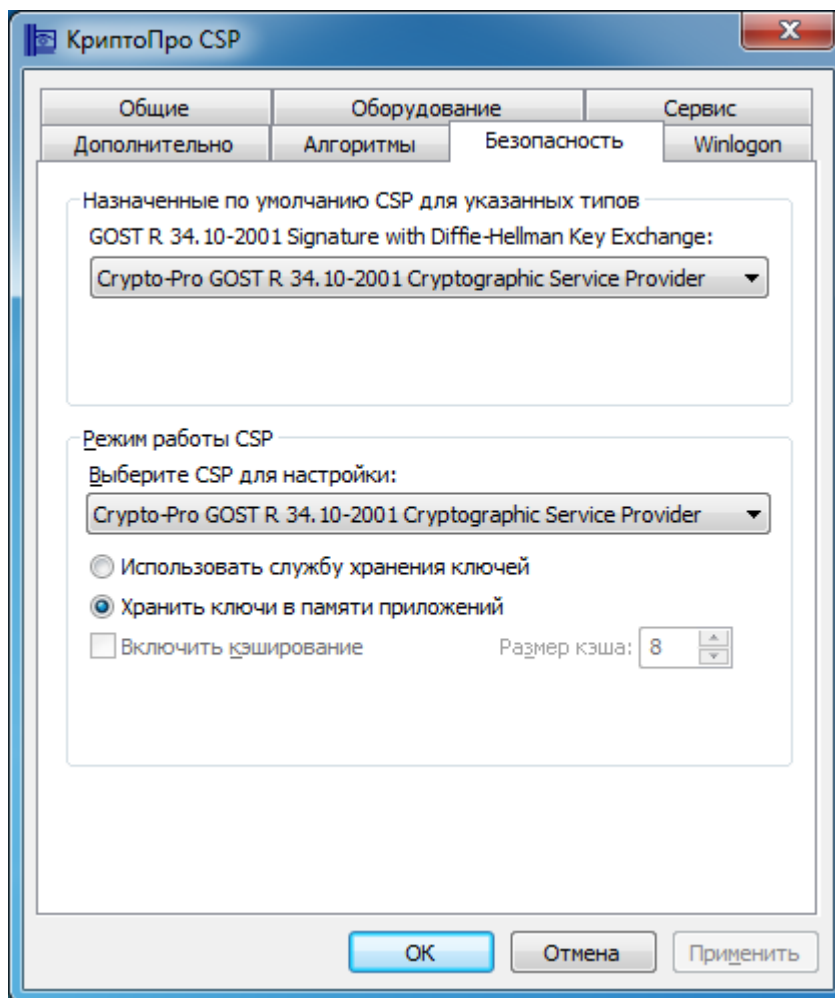 КриптоПро CSP
Общие
Оборудование
Сервис
Дополнительно
Алгоритмы
Безопасность
Winlogon
Назначенные по умолчанию CSP для указанных типов
GOST R 34.10-2001 Signature with Diffie-Hellman Key Exchange:
Crypto-Pro GOST R 34.10-2001 Cryptographic Service Provider
Режим работы CSP
Выберите CSP для настройки:
Crypto-Pro GOST R 34.10-2001 Cryptographic Service Provider
Использовать службу хранения ключей
Хранить ключи в памяти приложений
Включить кэширование
Размер кэша: 8
ОК
Отмена
Применить